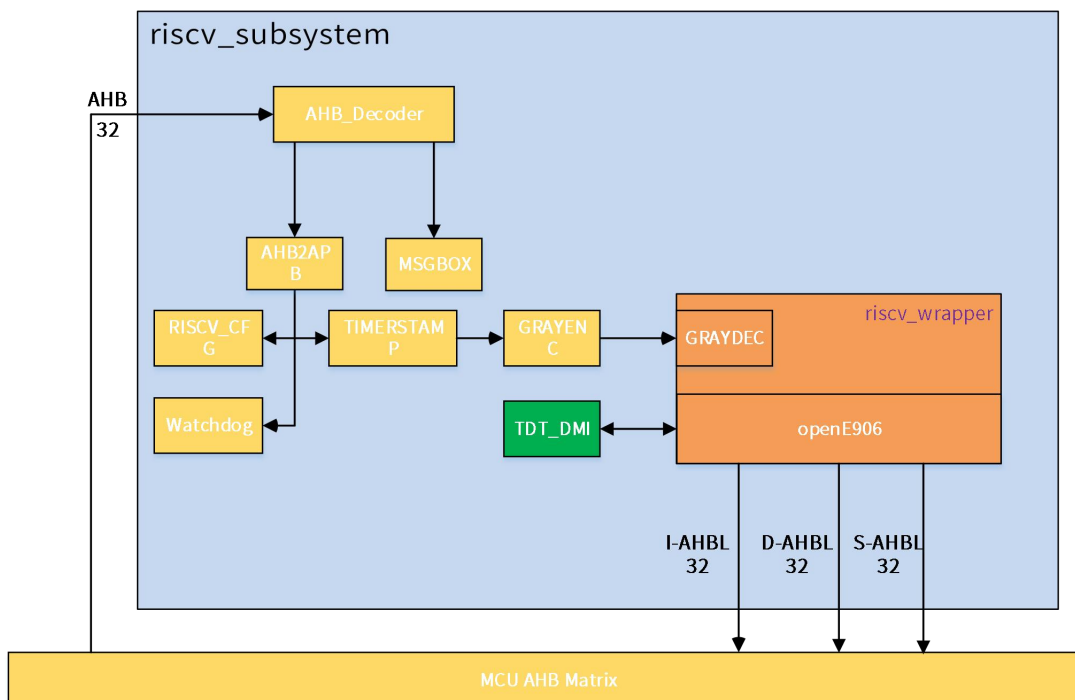 riscv_subsystem
AHB
32
AHB_Decoder
AHB2AP
B
MSGBOX
RISCV_CF
G
TIMERSTAM
P
GRAYEN
C
GRAYDEC
riscv_wrapper
Watchdog
TDT_DMI
openE906
I-AHBL
32
D-AHBL
32
S-AHBL
32
MCU AHB Matrix